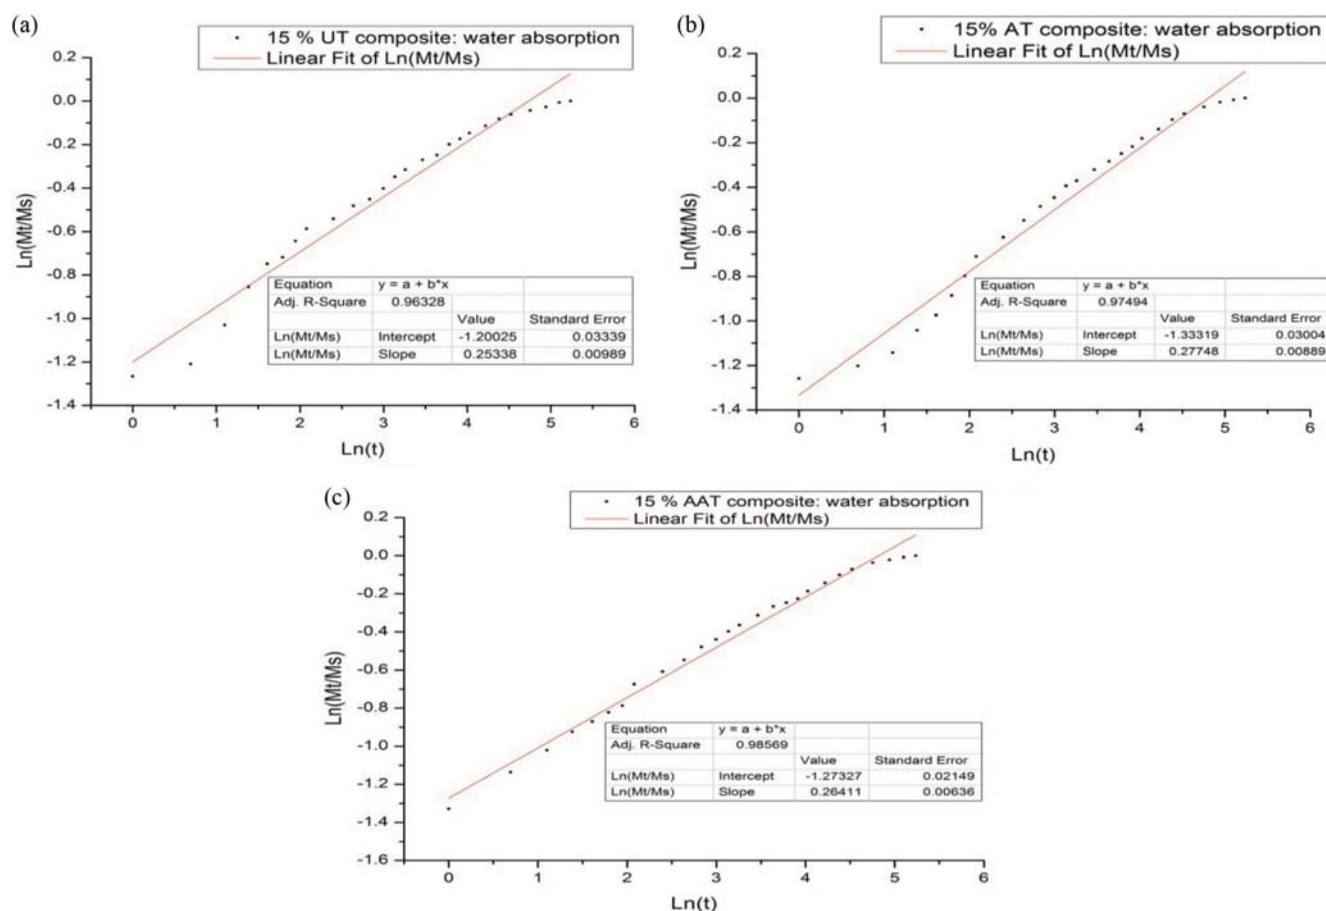 (a)
15 % UT composite: water absorption
Linear Fit of Ln(Mt/Ms)
0.2
0.0
-0.2
-0.4
-0.6
-0.8
-1.0
-1.2
-1.4
Ln(Mt/Ms)
Equation y = a + b*x
Adj. R-Square 0.96328
Value Standard Error
Ln(Mt/Ms) Intercept -1.20025 0.03339
Ln(Mt/Ms) Slope 0.25338 0.00989
0 1 2 3 4 5 6
Ln(t)
(b)
15% AT composite: water absorption
Linear Fit of Ln(Mt/Ms)
0.2
0.0
-0.2
-0.4
-0.6
-0.8
-1.0
-1.2
-1.4
Ln(Mt/Ms)
Equation y = a + b*x
Adj. R-Square 0.97494
Value Standard Error
Ln(Mt/Ms) Intercept -1.33319 0.03004
Ln(Mt/Ms) Slope 0.27748 0.00889
0 1 2 3 4 5 6
Ln(t)
(c)
15 % AAT composite: water absorption
Linear Fit of Ln(Mt/Ms)
0.2
0.0
-0.2
-0.4
-0.6
-0.8
-1.0
-1.2
-1.4
-1.6
Ln(Mt/Ms)
Equation y = a + b*x
Adj. R-Square 0.98569
Value Standard Error
Ln(Mt/Ms) Intercept -1.27327 0.02149
Ln(Mt/Ms) Slope 0.26411 0.00636
0 1 2 3 4 5 6
Ln(t)